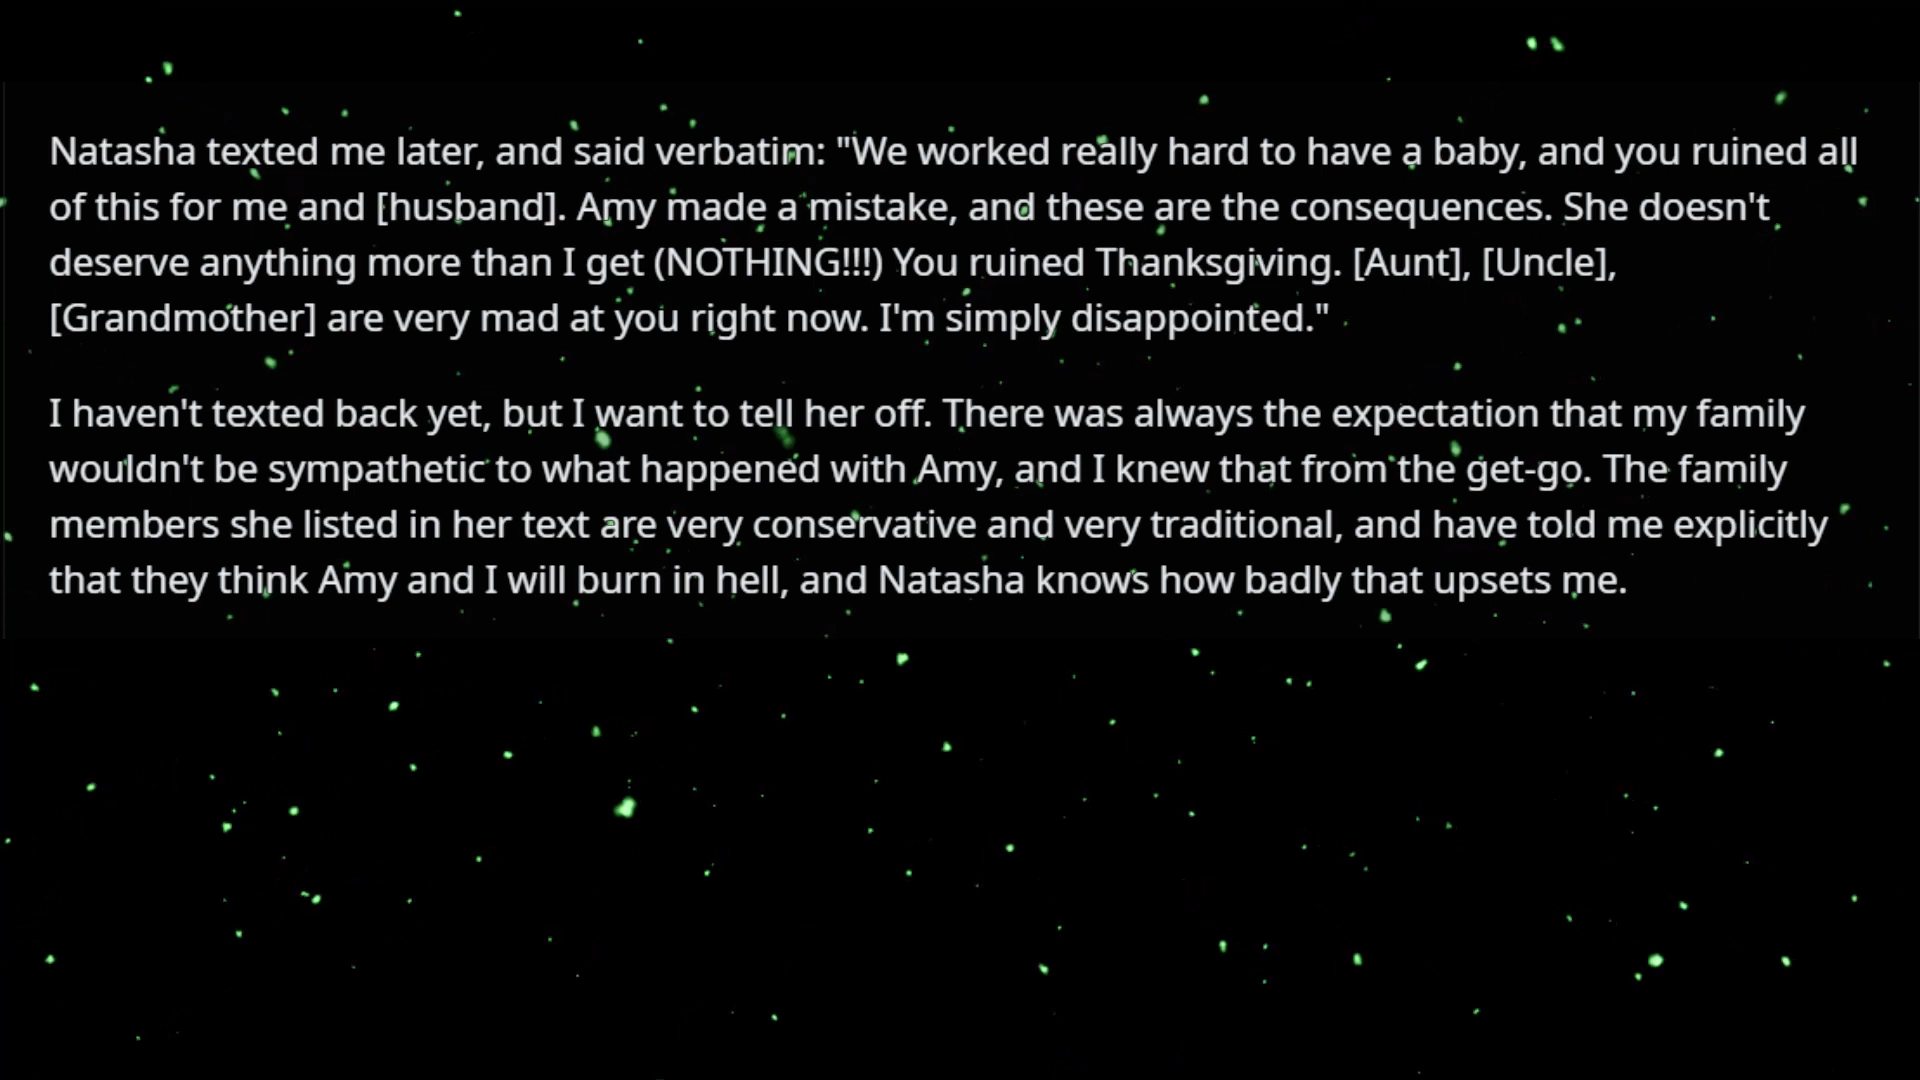 Natasha texted me later, and said verbatim: "We worked really hard to have a baby, and you ruined all
of this for me and [husband]. Amy made a mistake, and these are the consequences. She doesn't
deserve anything more than I get (NOTHING!!!) You ruined Thanksgiving. [Aunt], [Uncle],
[Grandmother] are very mad at you right now. I'm simply disappointed."
I haven't texted back yet, but I want to tell her off. There was always the expectation that my family
wouldn't be sympathetic to what happened with Amy, and I knew that from the get-go. The family
members she listed in her text are very conservative and very traditional, and have told me explicitly
that they think Amy and I will burn in hell, and Natasha knows how badly that upsets me.